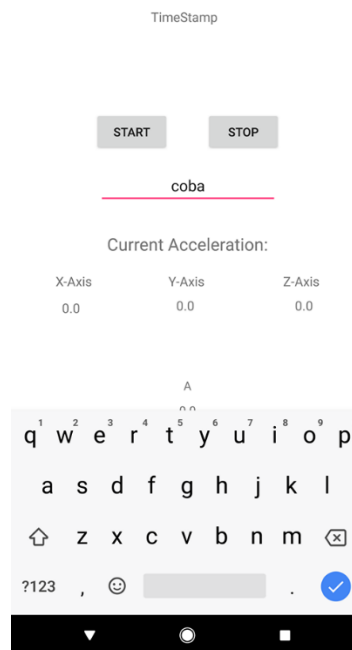 TimeStamp
START STOP
coba
Current Acceleration:
X-Axis Y-Axis Z-Axis
0.0 0.0 0.0
A
0.0
1 2 3 4 5 6 7 8 9
q w e r t y u i o p
a s d f g h j k l
z x c v b n m
?123 , .